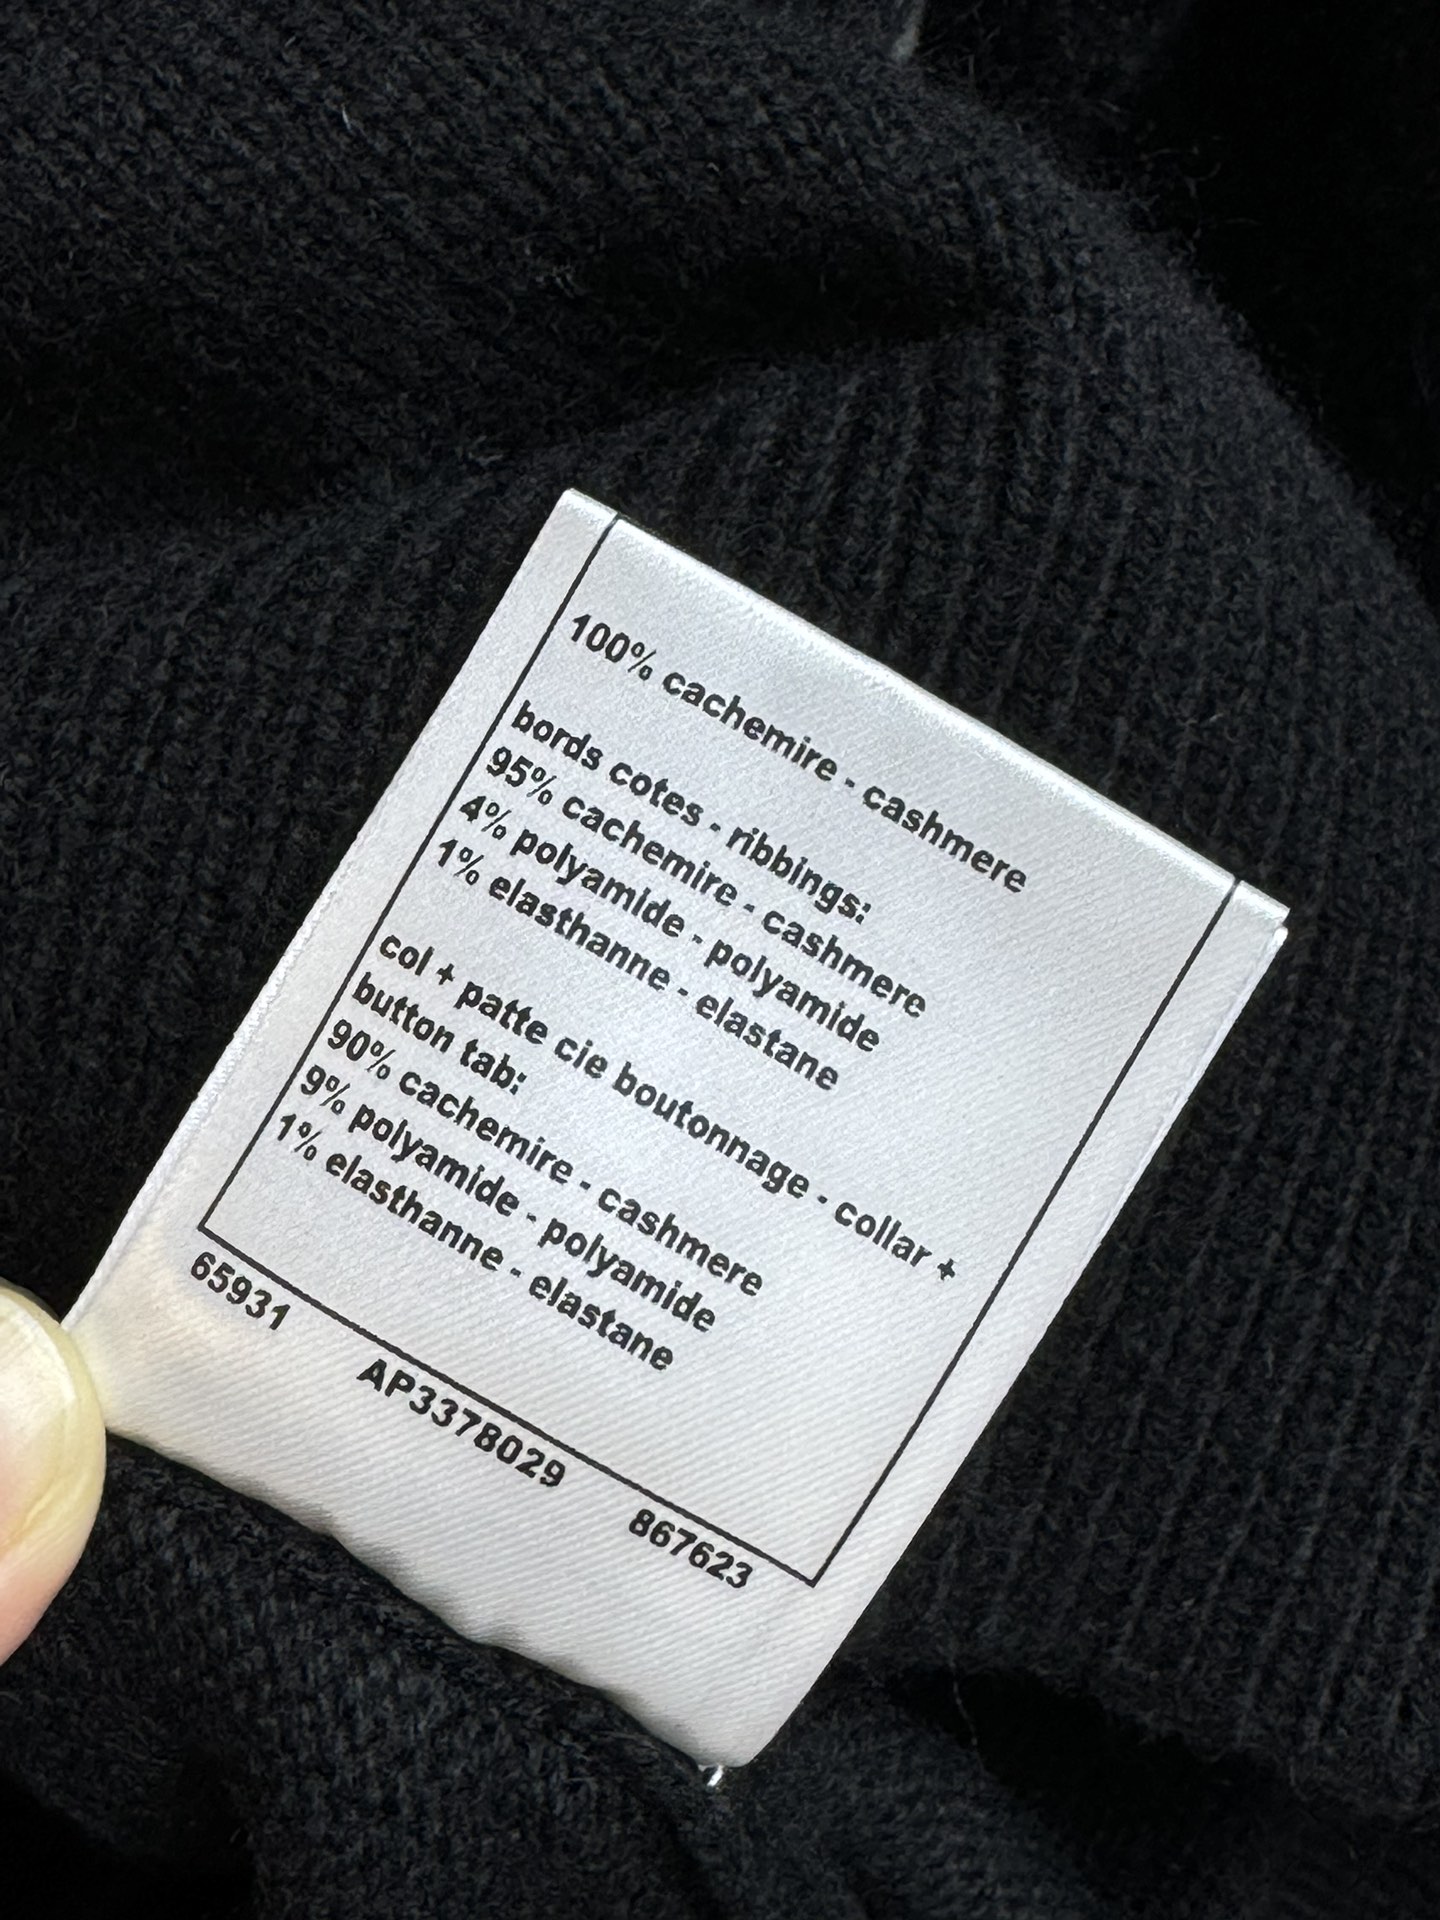 100% cachemire - cashmere
bords cotes - ribbings:
95% cachemire - cashmere
4% polyamide - polyamide
1% elasthanne - elastane
col + patte cie boutonnage - collar +
button tab:
90% cachemire - cashmere
9% polyamide - polyamide
1% elasthanne - elastane
65931 AP3378029 867623